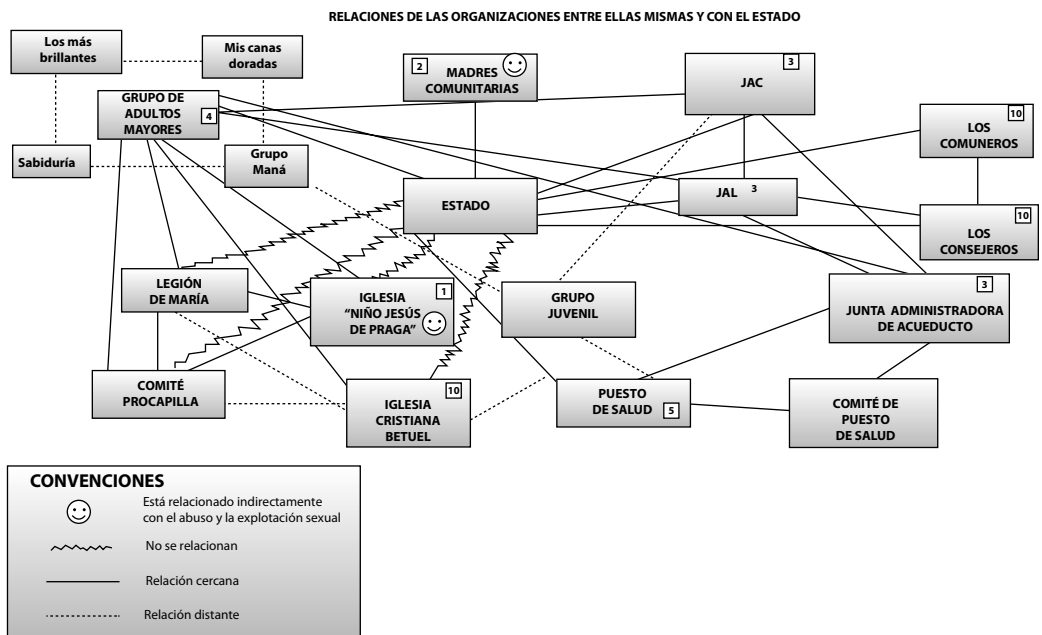 RELACIONES DE LAS ORGANIZACIONES ENTRE ELLAS MISMAS Y CON EL ESTADO
Los más
brillantes
Mis canas
doradas
2
MADRES
COMUNITARIAS
3
JAC
GRUPO DE
ADULTOS
MAYORES
4
10
LOS
COMUNEROS
Sabiduría
Grupo
Maná
ESTADO
JAL 3
10
LOS
CONSEJEROS
LEGIÓN
DE MARÍA
1
IGLESIA
“NIÑO JESÚS
DE PRAGA”
GRUPO
JUVENIL
3
JUNTA ADMINISTRADORA
DE ACUEDUCTO
COMITÉ
PROCAPILLA
10
IGLESIA
CRISTIANA
BETUEL
PUESTO
DE SALUD
5
COMITÉ DE
PUESTO
DE SALUD
CONVENCIONES
Está relacionado indirectamente
con el abuso y la explotación sexual
No se relacionan
Relación cercana
Relación distante